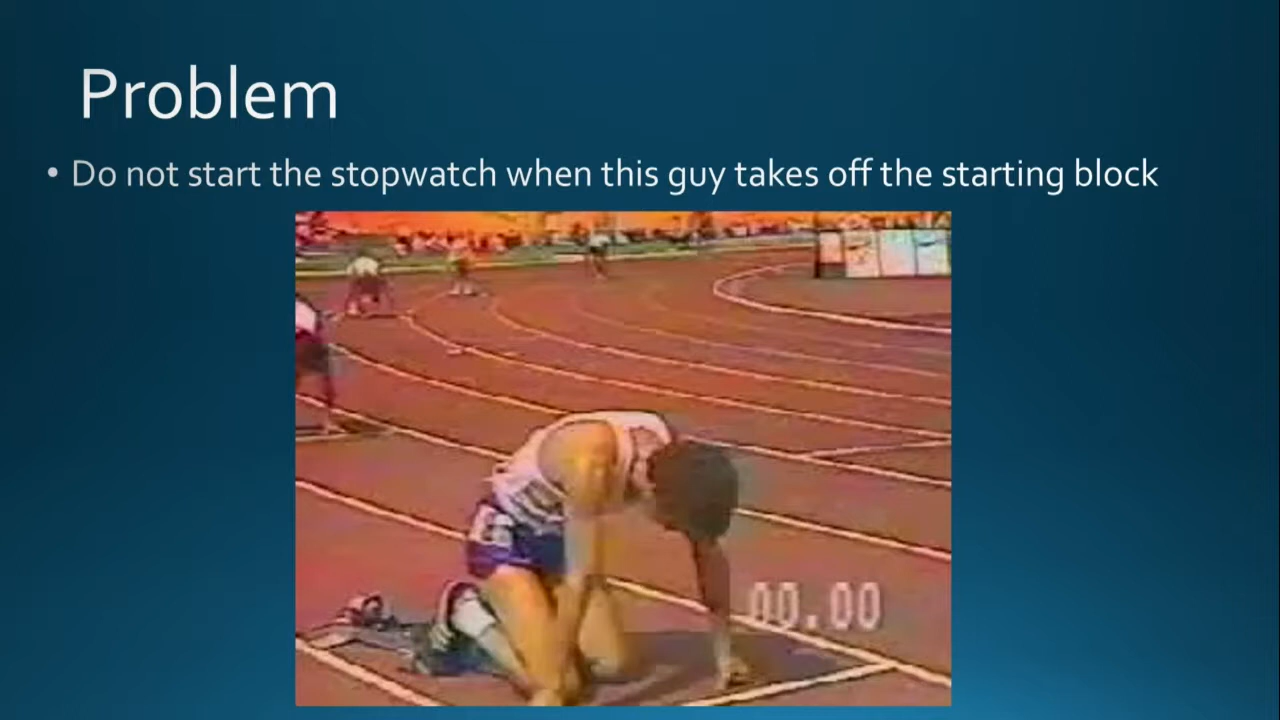 Problem
• Do not start the stopwatch when this guy takes off the starting block
00.00